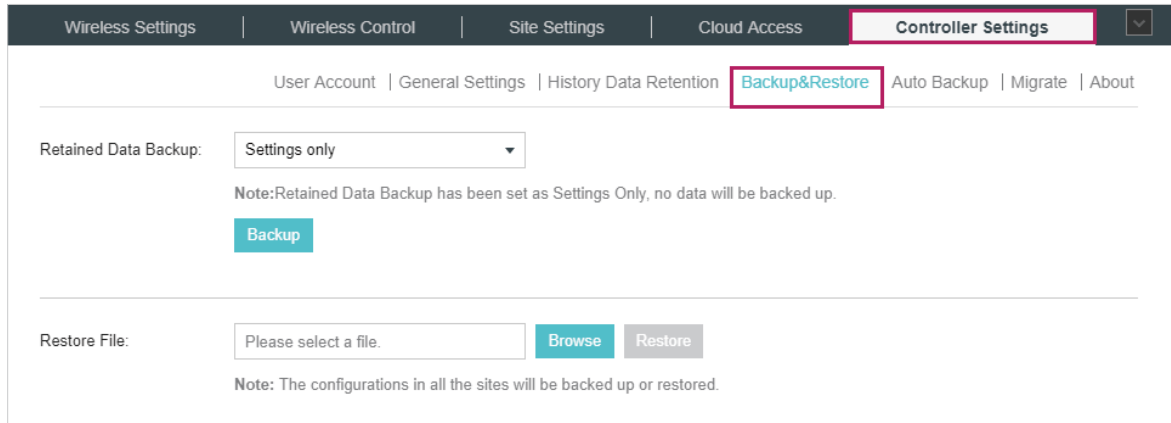 Wireless Settings | Wireless Control | Site Settings | Cloud Access Controller Settings
User Account | General Settings | History Data Retention Backup&Restore Auto Backup | Migrate | About
Retained Data Backup: Settings only
Note:Retained Data Backup has been set as Settings Only, no data will be backed up.
Backup
Restore File: Please select a file. Browse Restore
Note: The configurations in all the sites will be backed up or restored.